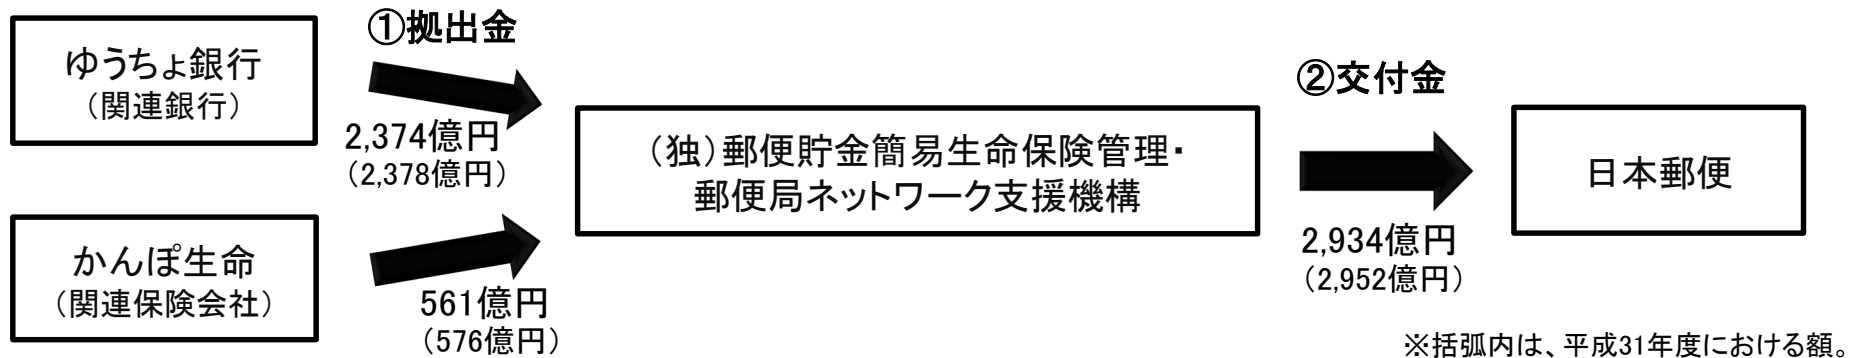 ①拠出金
ゆうちょ銀行
（関連銀行）
2,374億円
（2,378億円）
かんぽ生命
（関連保険会社）
561億円
（576億円）
（独）郵便貯金簡易生命保険管理・
郵便局ネットワーク支援機構
②交付金
2,934億円
（2,952億円）
日本郵便
※括弧内は、平成31年度における額。